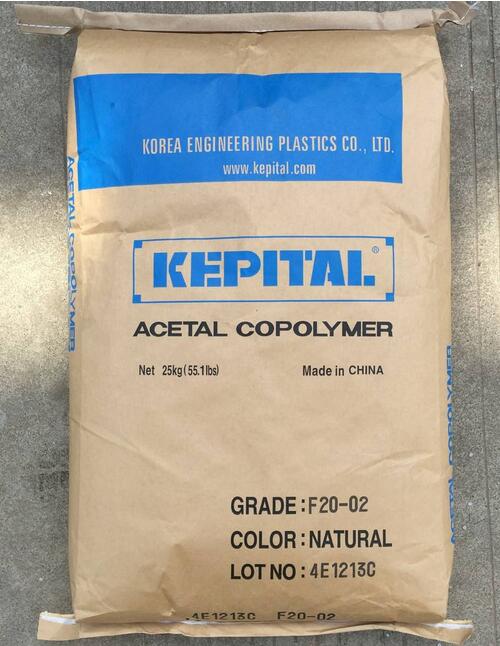 KOREA ENGINEERING PLASTICS CO., LTD.
www.kepital.com
KEPITAL®
ACETAL COPOLYMER
Net 25kg(55.1lbs) Made in CHINA
ACETAL COPOLYMER
ACETAL COPOLYMER
GRADE:F20-02
COLOR:NATURAL
LOT NO:4E1213C
4E1213C F20-02